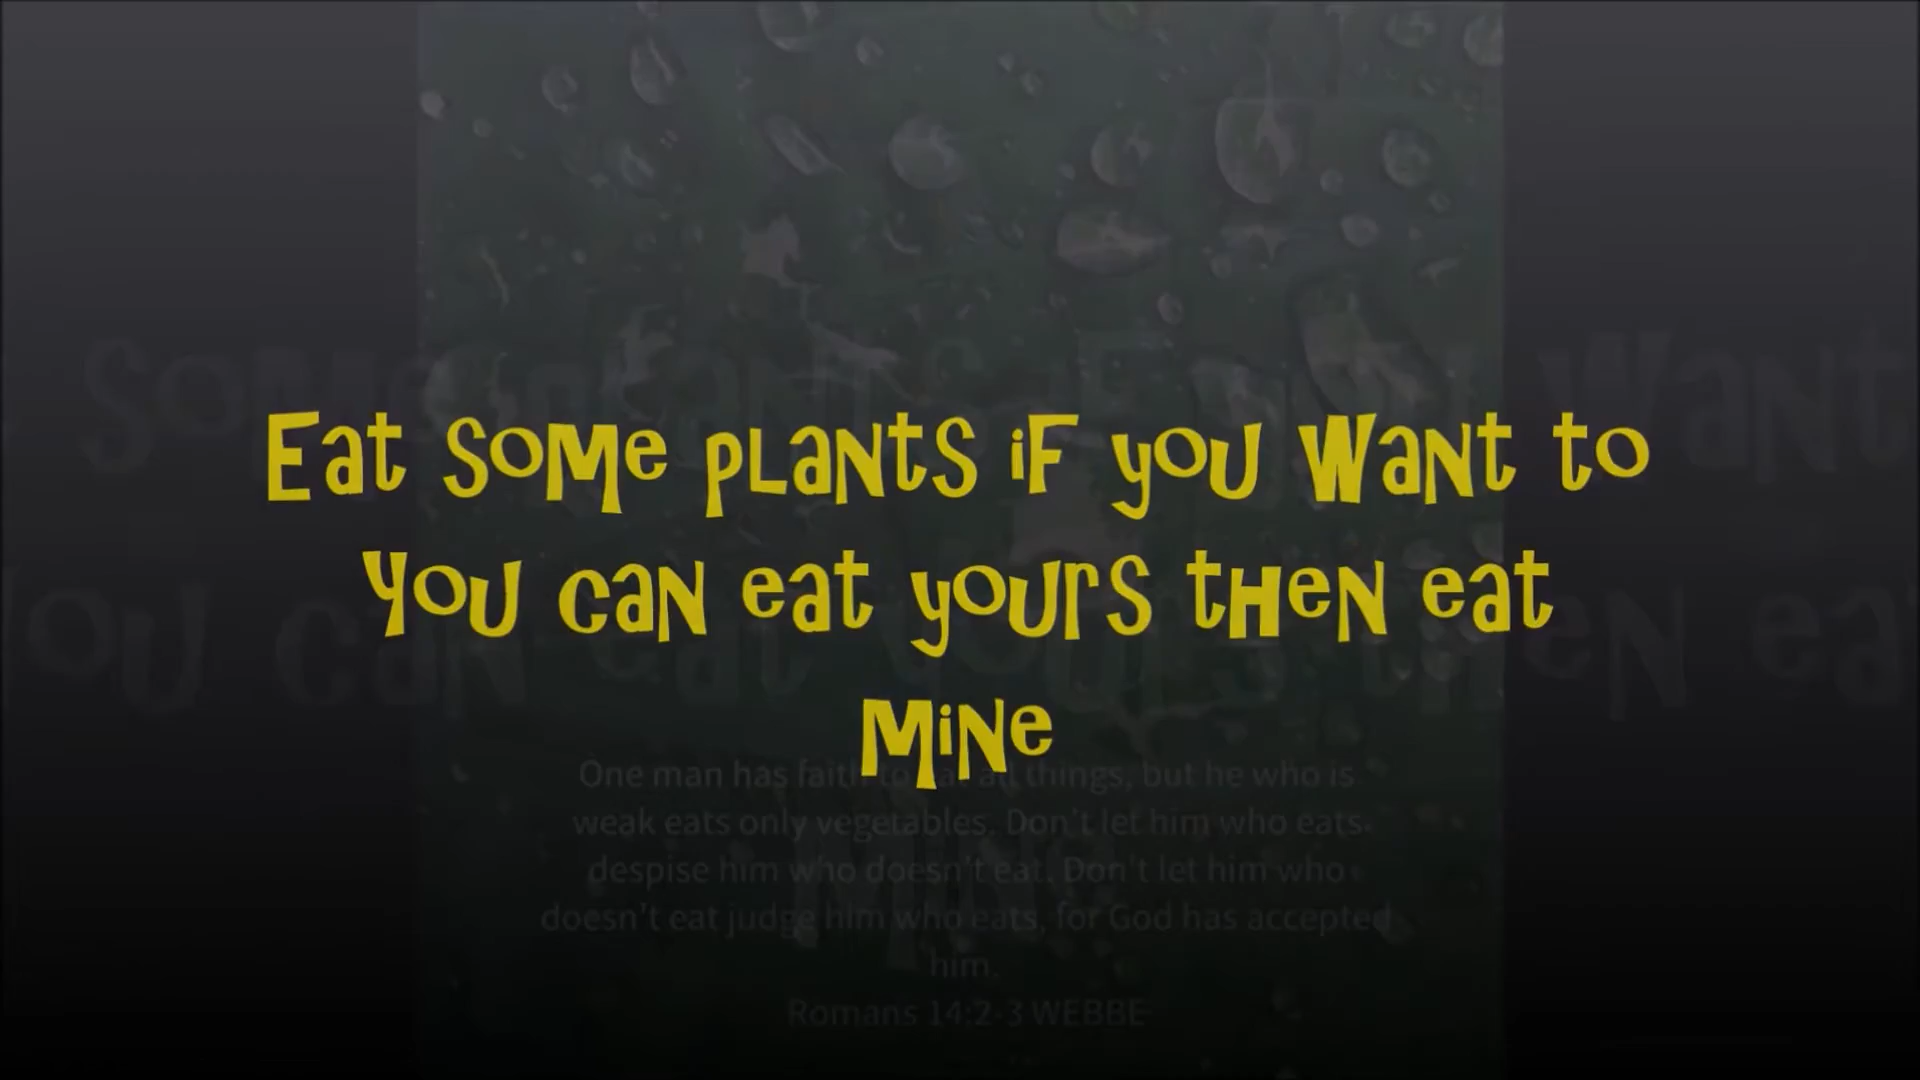 Eat some plants if you want to
You can eat yours then eat
mine
One man has faith to eat all things, but he who is
weak eats only vegetables. Don't let him who eats
despise him who doesn't eat. Don't let him who
doesn't eat judge him who eats, for God has accepted
him.
Romans 14:2-3 WEBBE